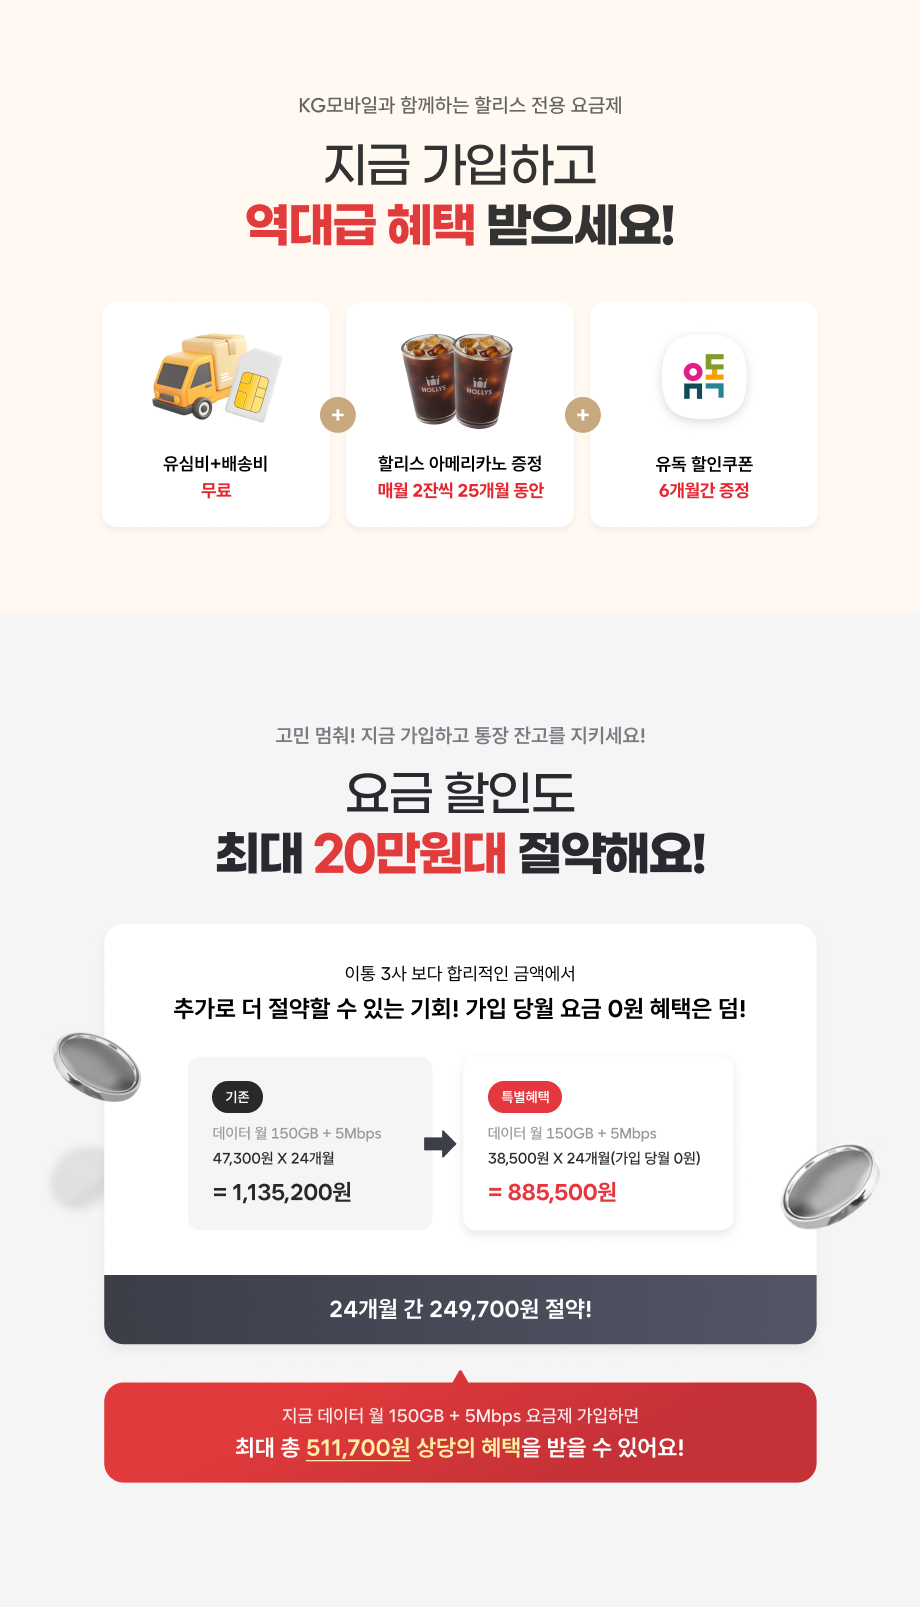 KG모바일과 함께하는 할리스 전용 요금제
지금 가입하고
역대급 혜택 받으세요!
HOLLYS
HOLLYS
유독
+
+
유심비+배송비
무료
할리스 아메리카노 증정
매월 2잔씩 25개월 동안
유독 할인쿠폰
6개월간 증정
고민 멈춰! 지금 가입하고 통장 잔고를 지키세요!
요금 할인도
최대 20만원대 절약해요!
이통 3사 보다 합리적인 금액에서
추가로 더 절약할 수 있는 기회! 가입 당월 요금 0원 혜택은 덤!
기존
데이터 월 150GB + 5Mbps
47,300원 X 24개월
= 1,135,200원
특별혜택
데이터 월 150GB + 5Mbps
38,500원 X 24개월(가입 당월 0원)
= 885,500원
24개월 간 249,700원 절약!
지금 데이터 월 150GB + 5Mbps 요금제 가입하면
최대 총 511,700원 상당의 혜택을 받을 수 있어요!